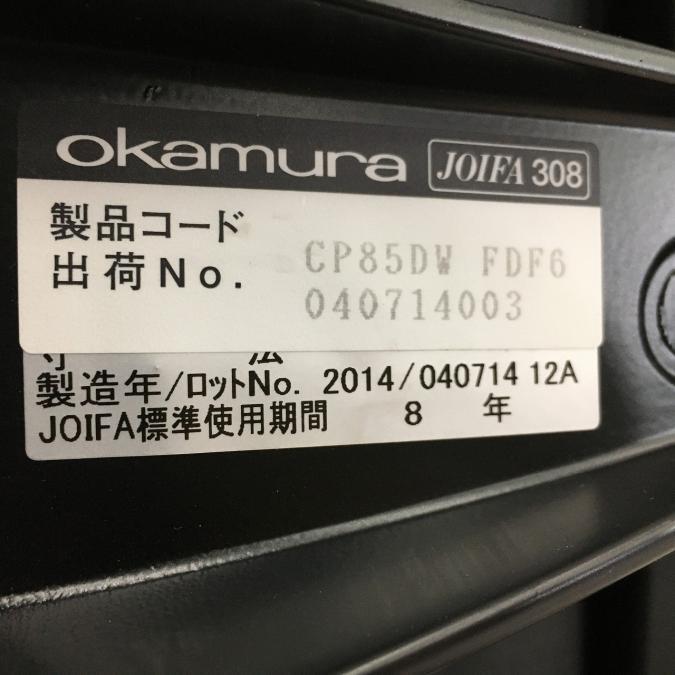 okamura JOIFA 308
製品コード CP85DW FDF6
出荷No. 040714003
寸 法
製造年/ロットNo. 2014/040714 12A
JOIFA標準使用期間 8 年